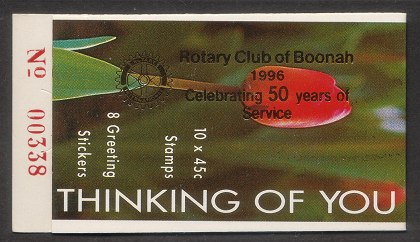 No 00338
Rotary Club of Boonah
1996
Celebrating 50 years of
Service
10 x 45c
Stamps
8 Greeting
Stickers
THINKING OF YOU